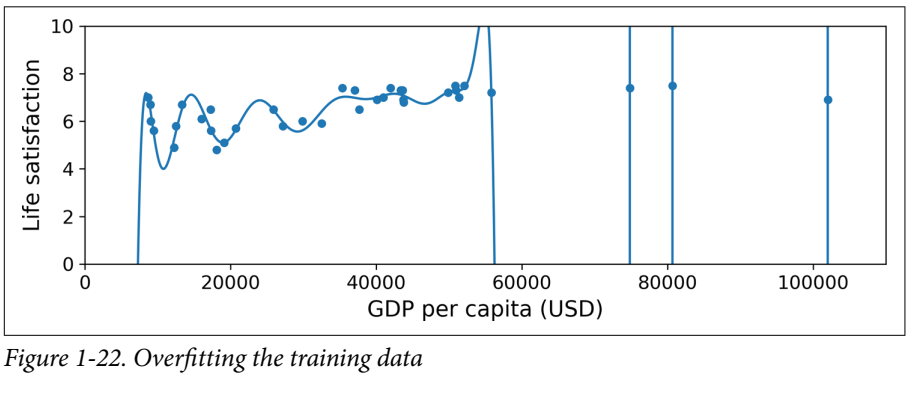 10
8
6
4
2
0
Life satisfaction
0 20000 40000 60000 80000 100000
GDP per capita (USD)
Figure 1-22. Overfitting the training data